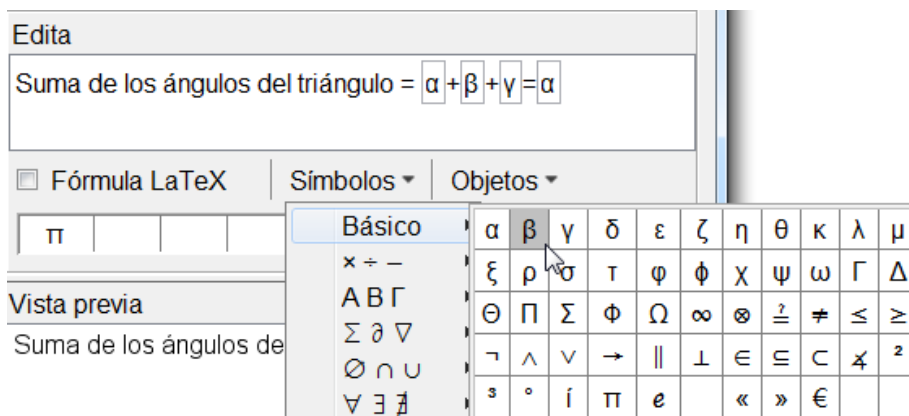 Edita
Suma de los ángulos del triángulo = α+β+γ=α
Fórmula LaTeX Símbolos Objetos
π
Básico
× ÷ −
Α Β Γ
Σ ∂ ∇
∅ ∩ ∪
∀ ∃ ∄
α β γ δ ε ζ η θ κ λ μ
ξ ρ σ τ φ ϕ χ ψ ω Γ Δ
Θ Π Σ Φ Ω ∞ ⊗ ≟ ≠ ≤ ≥
¬ ∧ ∨ → ∥ ⊥ ∈ ⊆ ⊂ ∡ ²
³ ° í π e « » €
Vista previa
Suma de los ángulos de